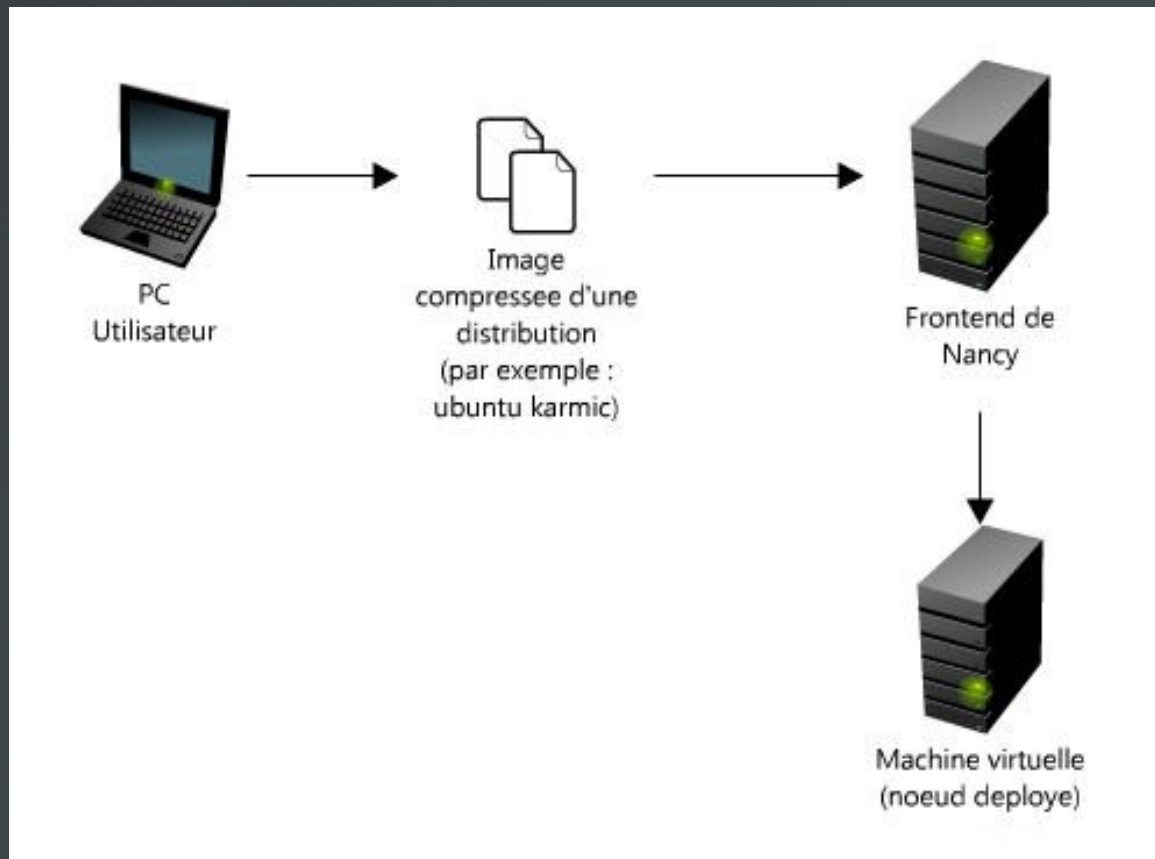 PC
Utilisateur
Image
compressee d'une
distribution
(par exemple :
ubuntu karmic)
Frontend de
Nancy
Machine virtuelle
(noeud deploye)